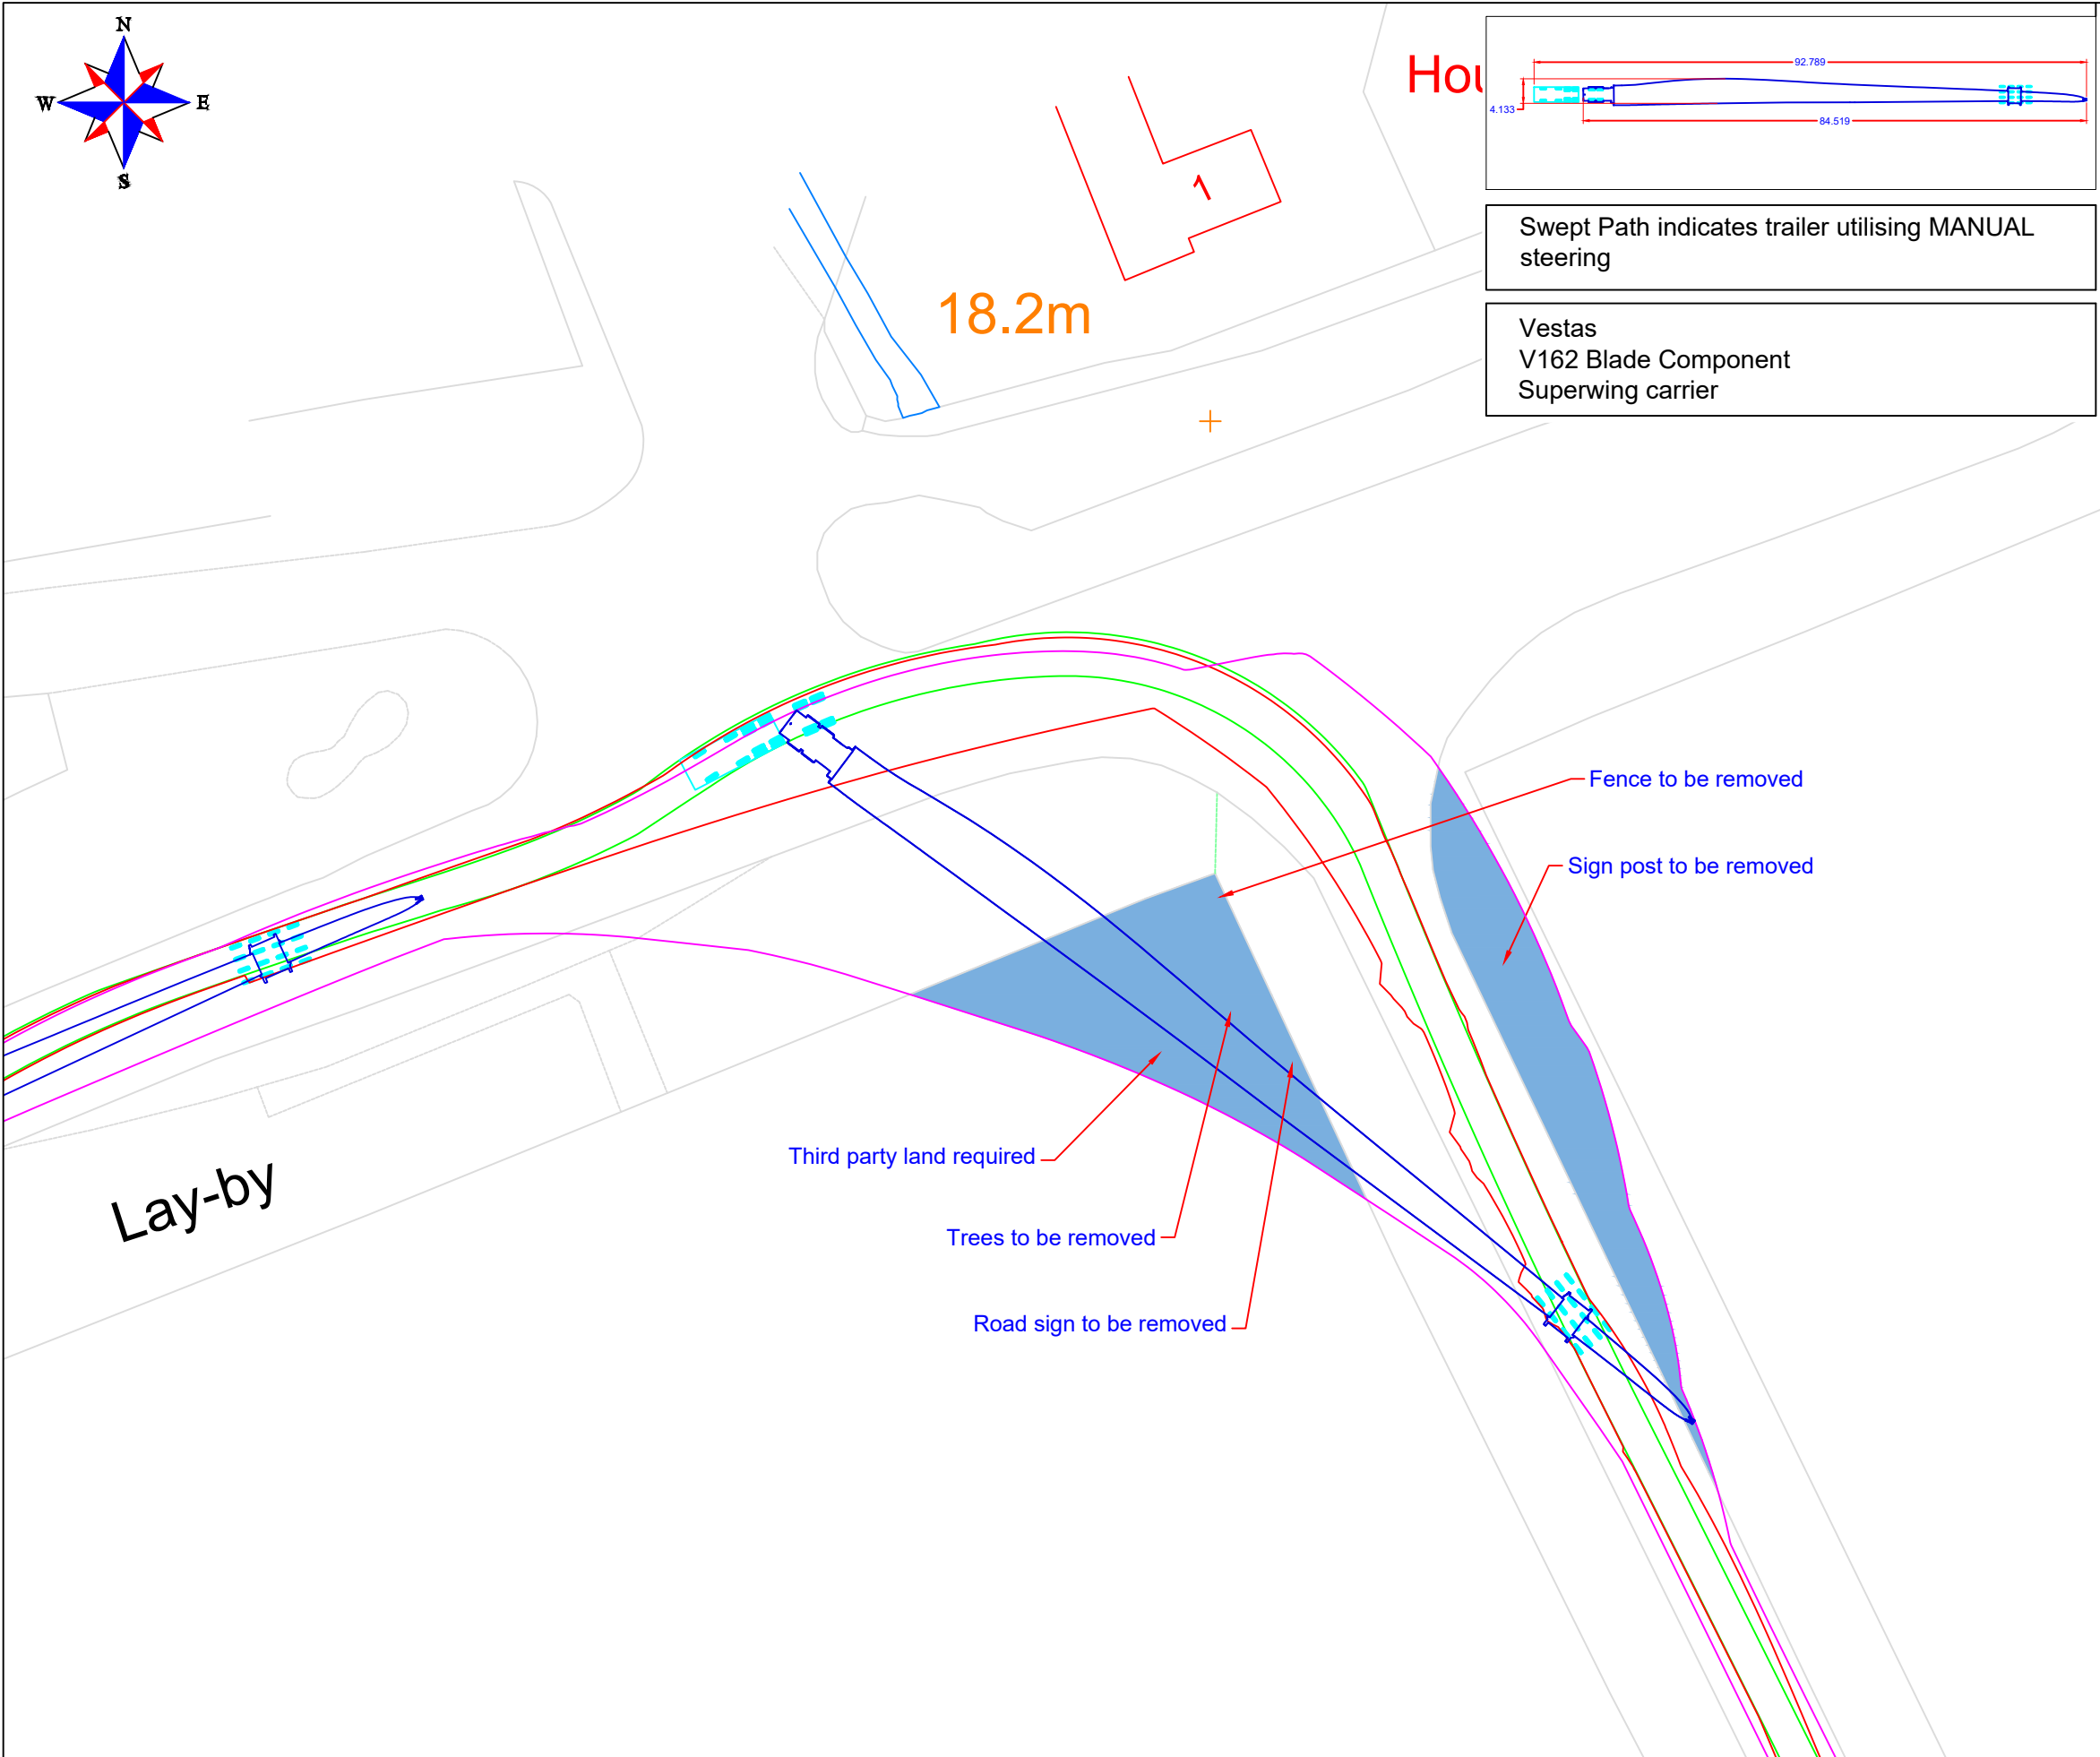 N
W
E
S
Hou
92.789
4.133
84.519
1
Swept Path indicates trailer utilising MANUAL
steering
18.2m
Vestas
V162 Blade Component
Superwing carrier
Fence to be removed
Sign post to be removed
Third party land required
Lay-by
Trees to be removed
Road sign to be removed